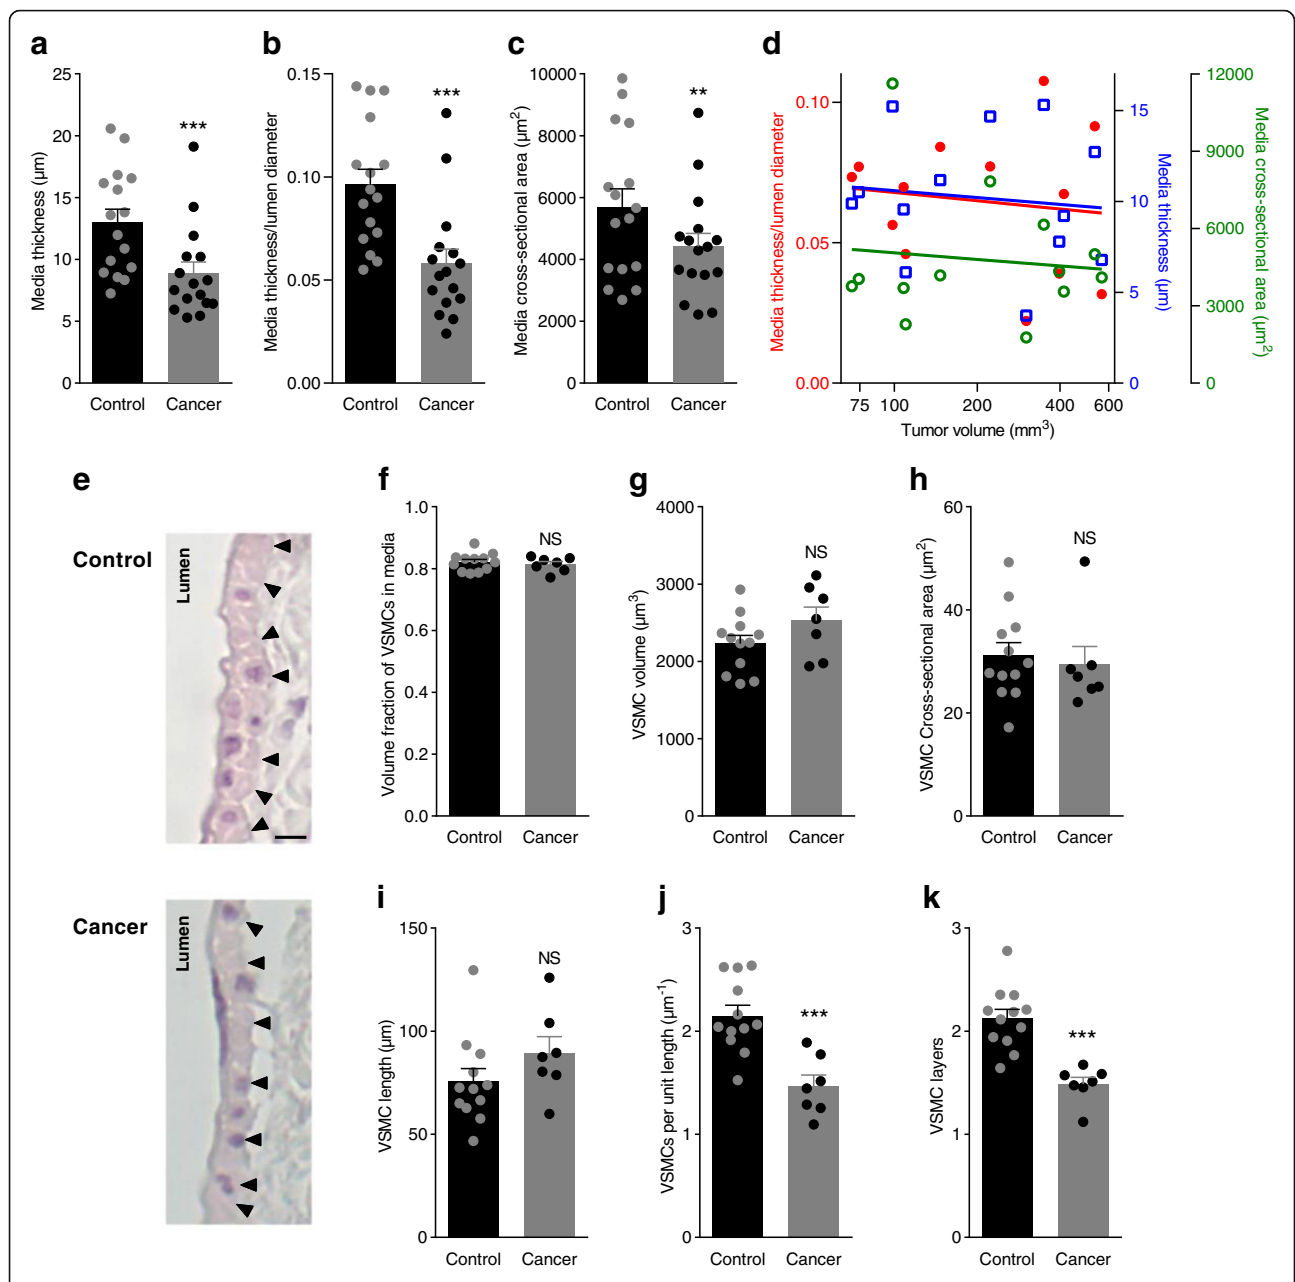 a
Media thickness (µm)
25
20
15
10
5
0
***
Control
Cancer
b
Media thickness/lumen diameter
0.15
0.10
0.05
0.00
***
Control
Cancer
c
Media cross-sectional area (µm²)
10000
8000
6000
4000
2000
0
**
Control
Cancer
d
Media thickness/lumen diameter
0.10
0.05
0.00
75
100
200
400
600
Tumor volume (mm³)
15
10
5
0
Media thickness (µm)
12000
9000
6000
3000
0
Media cross-sectional area (µm²)
e
Control
Lumen
Cancer
Lumen
f
Volume fraction of VSMCs in media
1.0
0.8
0.6
0.4
0.2
0.0
NS
Control
Cancer
g
VSMC volume (µm³)
4000
3000
2000
1000
0
NS
Control
Cancer
h
VSMC Cross-sectional area (µm²)
60
40
20
0
NS
Control
Cancer
i
VSMC length (µm)
150
100
50
0
NS
Control
Cancer
j
VSMCs per unit length (µm⁻¹)
3
2
1
0
***
Control
Cancer
k
VSMC layers
3
2
1
0
***
Control
Cancer